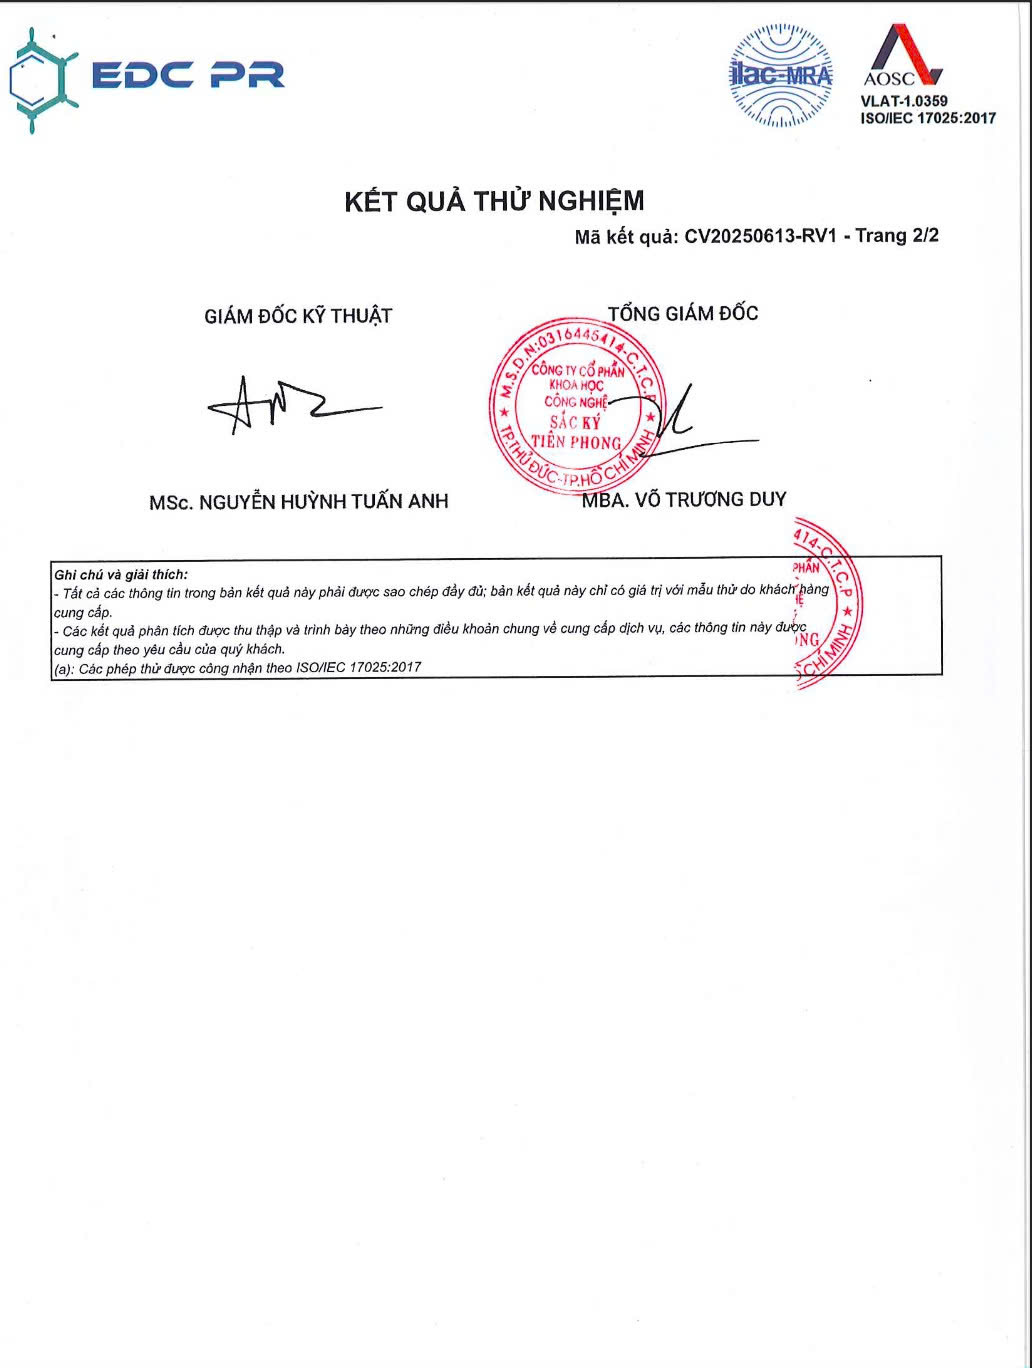 EDC PR
ilac-MRA
AOSC
VLAT-1.0359
ISO/IEC 17025:2017
KẾT QUẢ THỬ NGHIỆM
Mã kết quả: CV20250613-RV1 - Trang 2/2
GIÁM ĐỐC KỸ THUẬT
TỔNG GIÁM ĐỐC
M.S.D.N:0316445414-C.T.C.P
CÔNG TY CỔ PHẦN
KHOA HỌC
CÔNG NGHỆ
SẮC KÝ
TIÊN PHONG
TP.THỦ ĐỨC-TP.HỒ CHÍ MINH
MSc. NGUYỄN HUỲNH TUẤN ANH
MBA. VÕ TRƯƠNG DUY
414-C.T.C.P
PHẦN
NG
CHÍ MINH
Ghi chú và giải thích:
- Tất cả các thông tin trong bản kết quả này phải được sao chép đầy đủ; bản kết quả này chỉ có giá trị với mẫu thử do khách hàng
cung cấp.
- Các kết quả phân tích được thu thập và trình bày theo những điều khoản chung về cung cấp dịch vụ, các thông tin này được
cung cấp theo yêu cầu của quý khách.
(a): Các phép thử được công nhận theo ISO/IEC 17025:2017